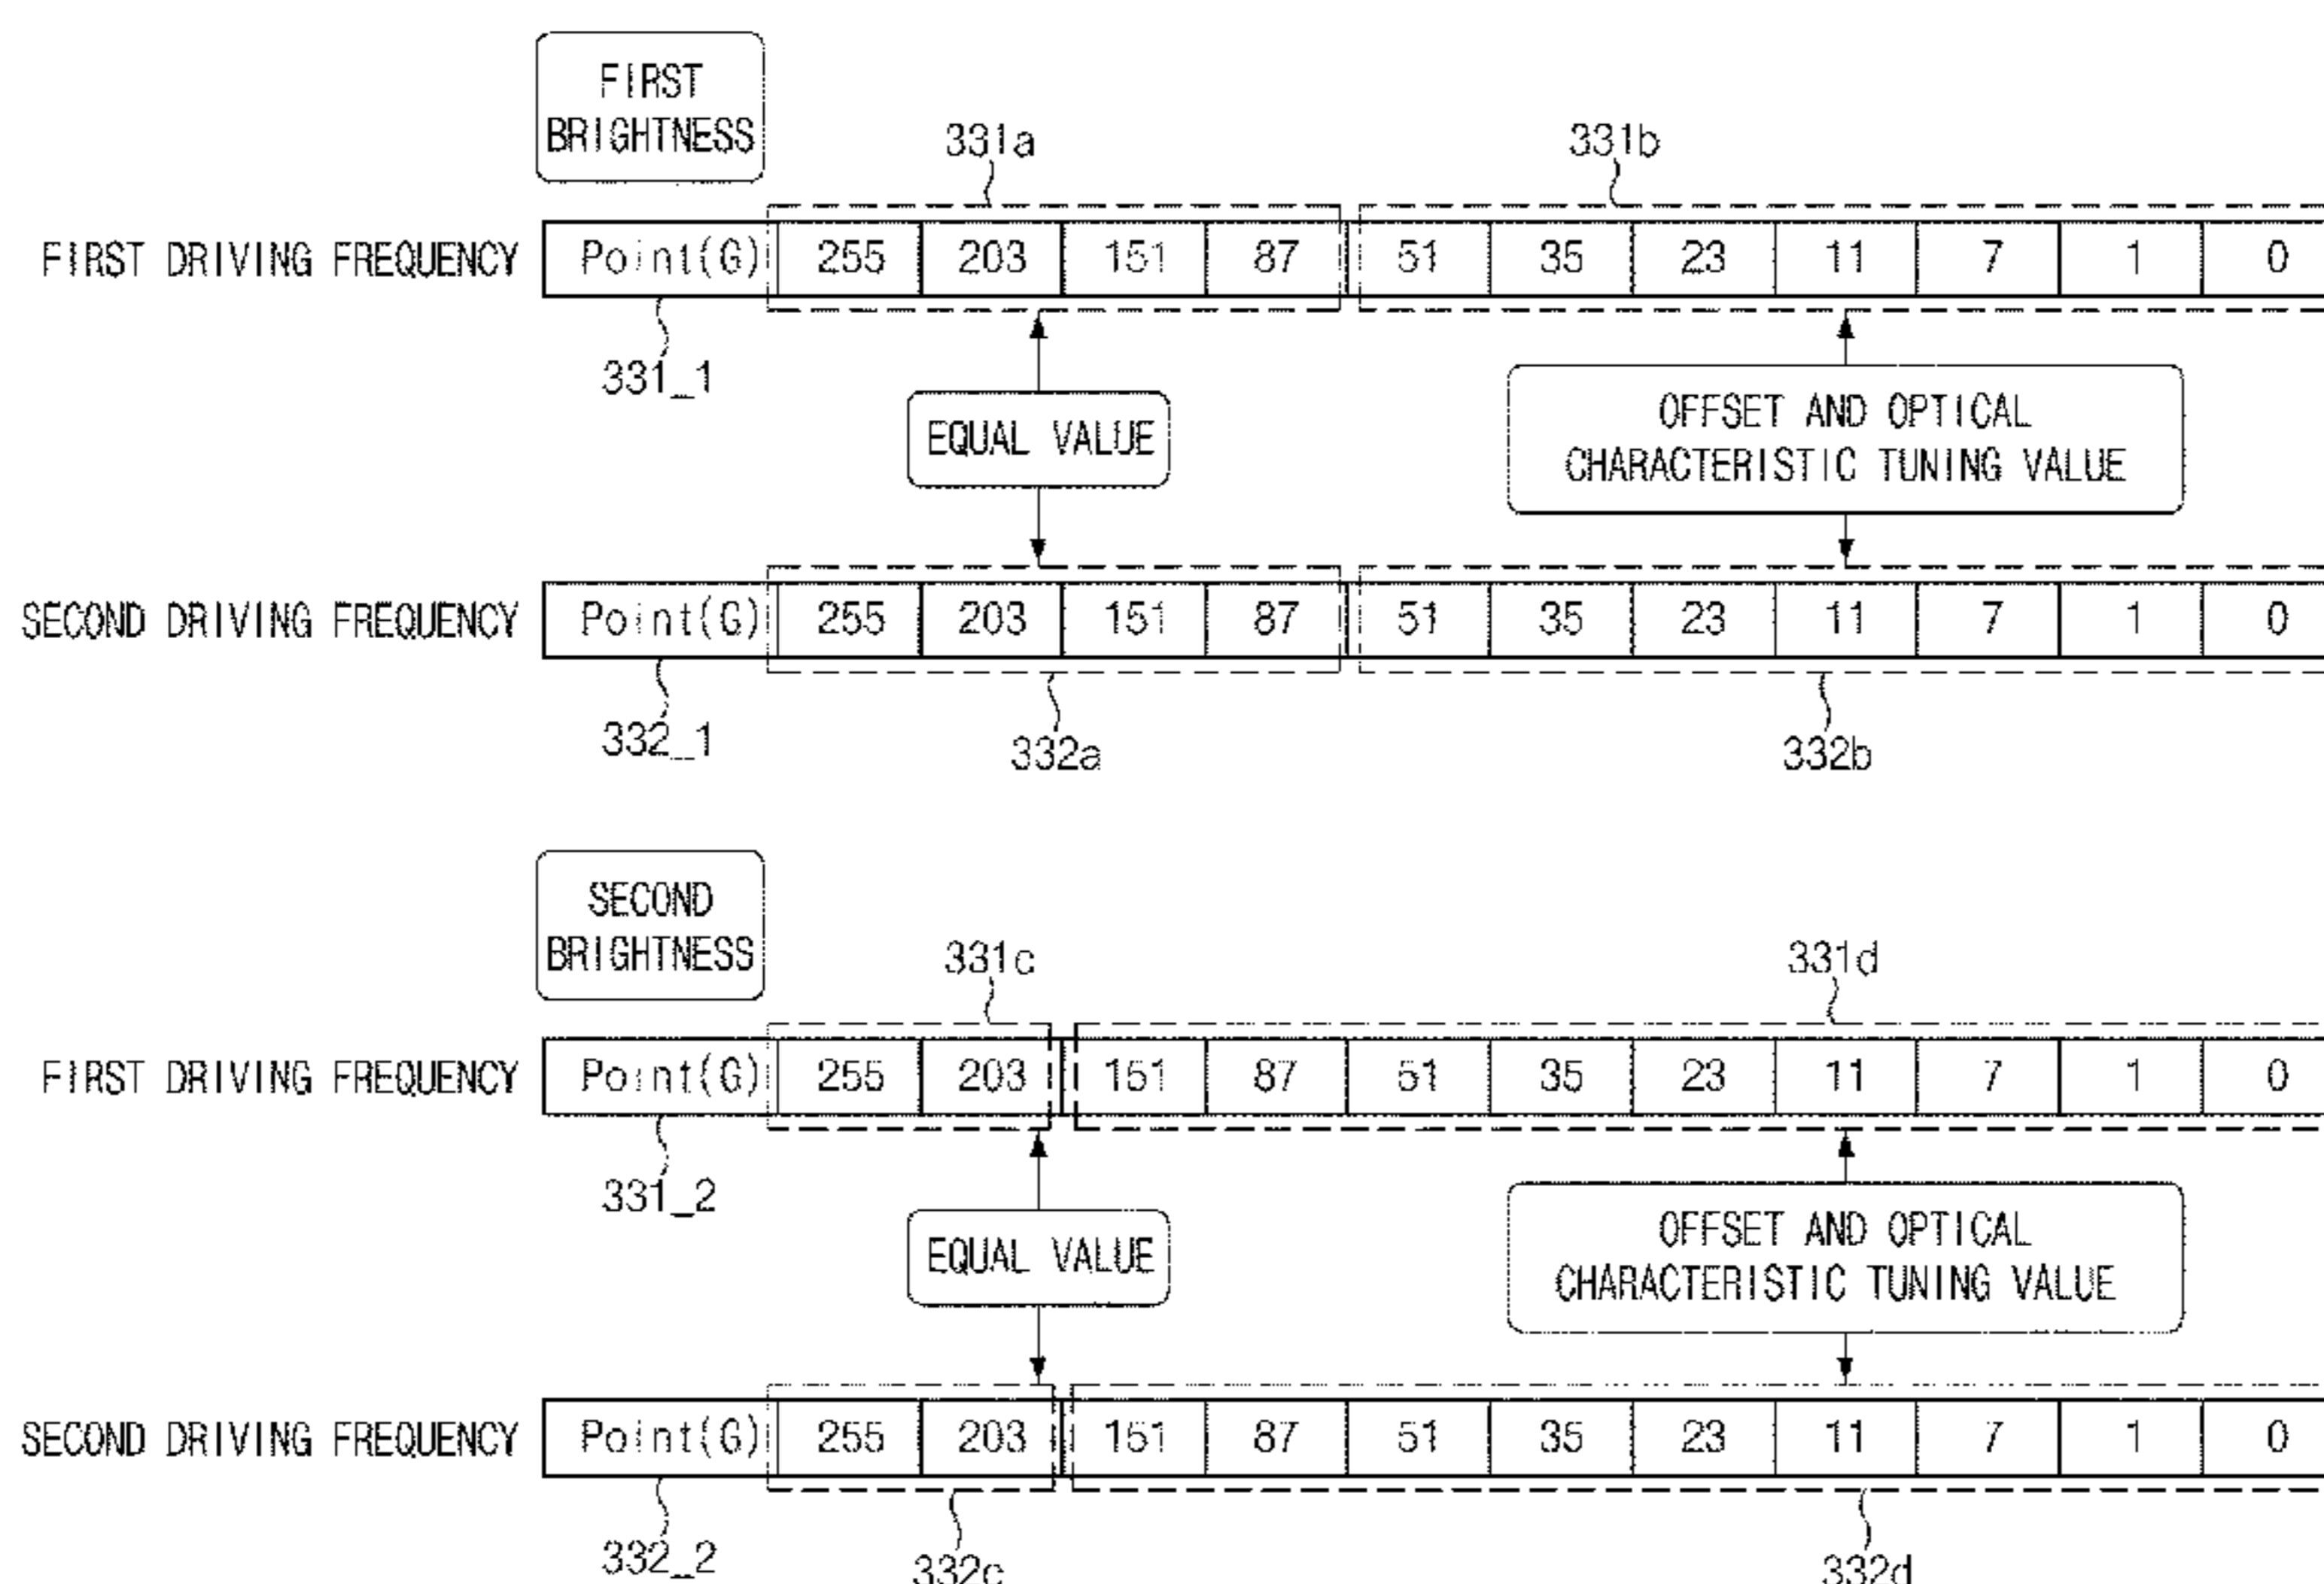 FIRST
BRIGHTNESS
331a
331b
FIRST DRIVING FREQUENCY Point(G) 255 203 151 87 51 35 23 11 7 1 0
331_1
EQUAL VALUE
OFFSET AND OPTICAL
CHARACTERISTIC TUNING VALUE
SECOND DRIVING FREQUENCY Point(G) 255 203 151 87 51 35 23 11 7 1 0
332_1
332a
332b
SECOND
BRIGHTNESS
331c
331d
FIRST DRIVING FREQUENCY Point(G) 255 203 151 87 51 35 23 11 7 1 0
331_2
EQUAL VALUE
OFFSET AND OPTICAL
CHARACTERISTIC TUNING VALUE
SECOND DRIVING FREQUENCY Point(G) 255 203 151 87 51 35 23 11 7 1 0
332_2
332c
332d